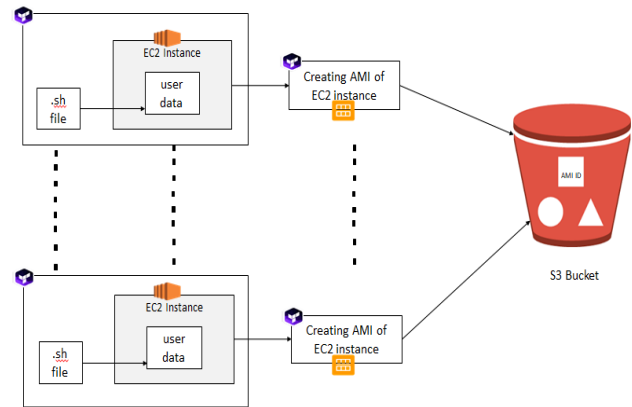 EC2 Instance
user
data
.sh
file
Creating AMI of
EC2 instance
AMI ID
S3 Bucket
EC2 Instance
user
data
.sh
file
Creating AMI of
EC2 instance